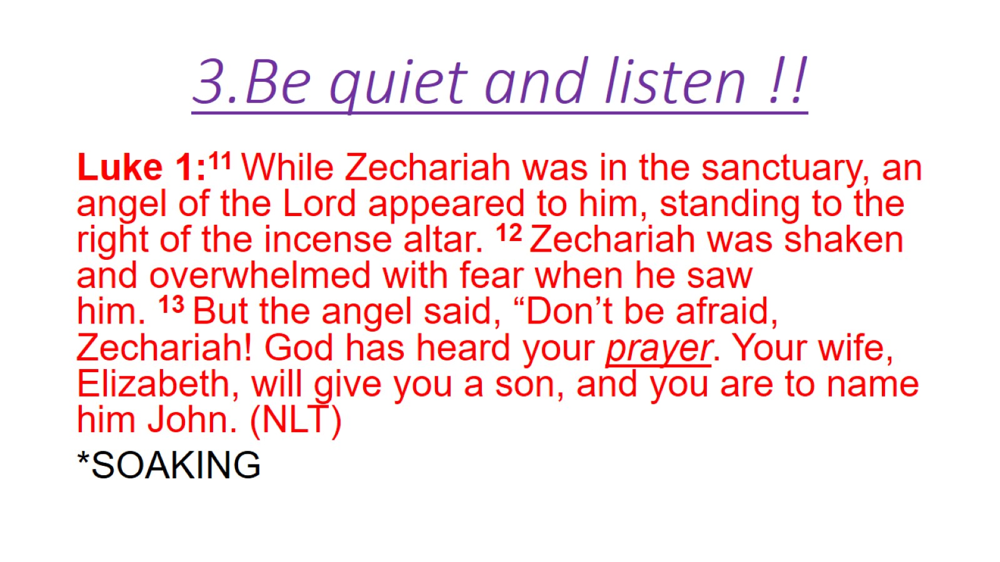 3.Be quiet and listen !!
Luke 1:11 While Zechariah was in the sanctuary, an
angel of the Lord appeared to him, standing to the
right of the incense altar. 12 Zechariah was shaken
and overwhelmed with fear when he saw
him. 13 But the angel said, “Don’t be afraid,
Zechariah! God has heard your prayer. Your wife,
Elizabeth, will give you a son, and you are to name
him John. (NLT)
*SOAKING